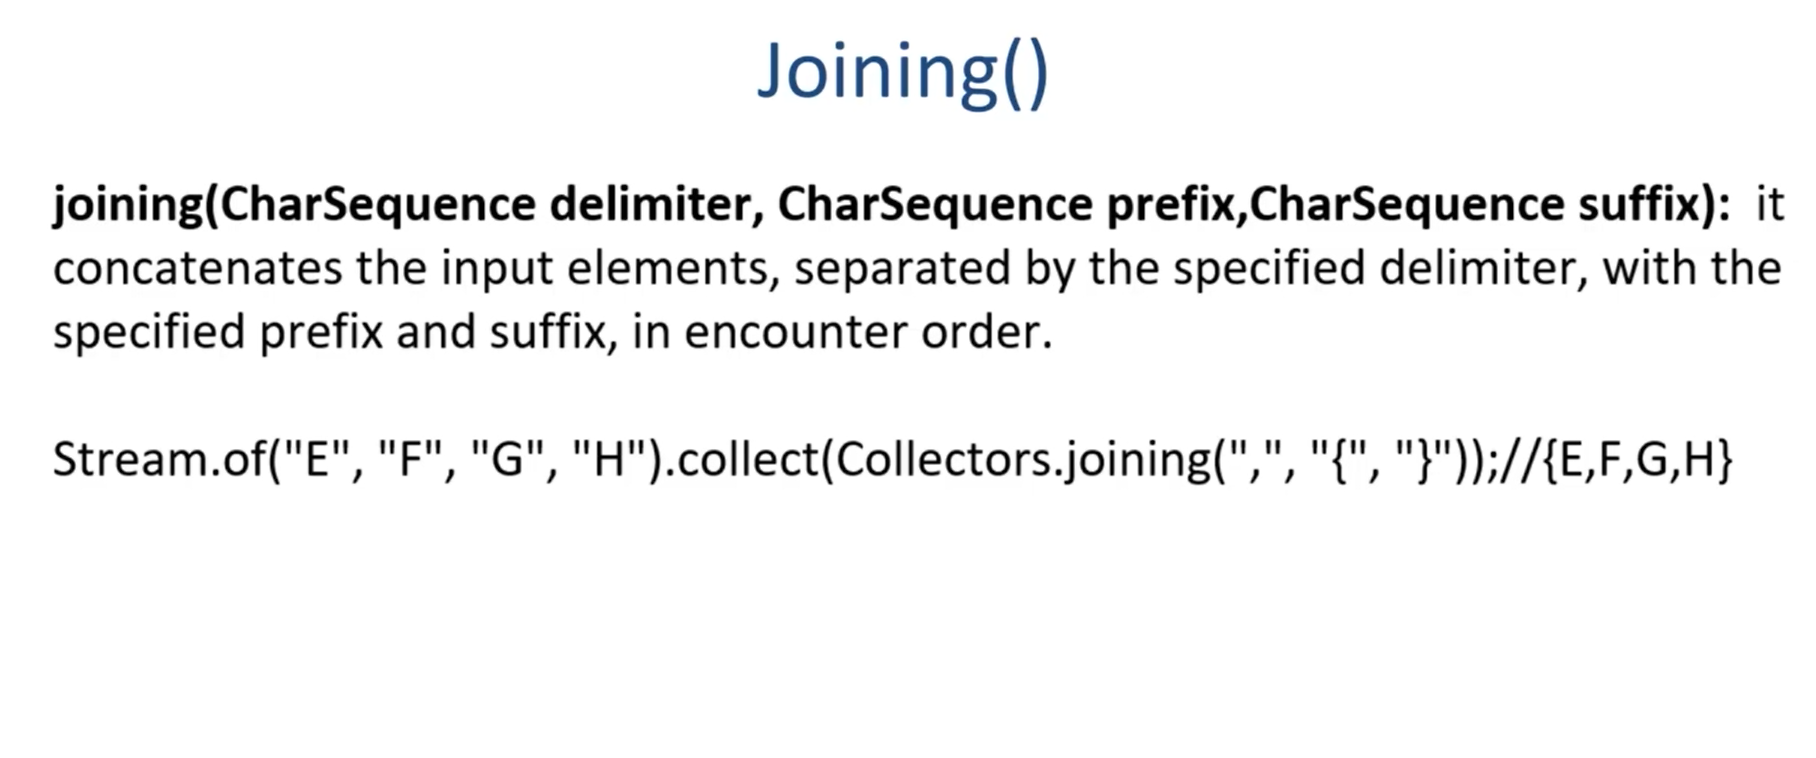 Joining()
joining(CharSequence delimiter, CharSequence prefix,CharSequence suffix): it
concatenates the input elements, separated by the specified delimiter, with the
specified prefix and suffix, in encounter order.
Stream.of("E", "F", "G", "H").collect(Collectors.joining(",", "{", "}"));//{E,F,G,H}